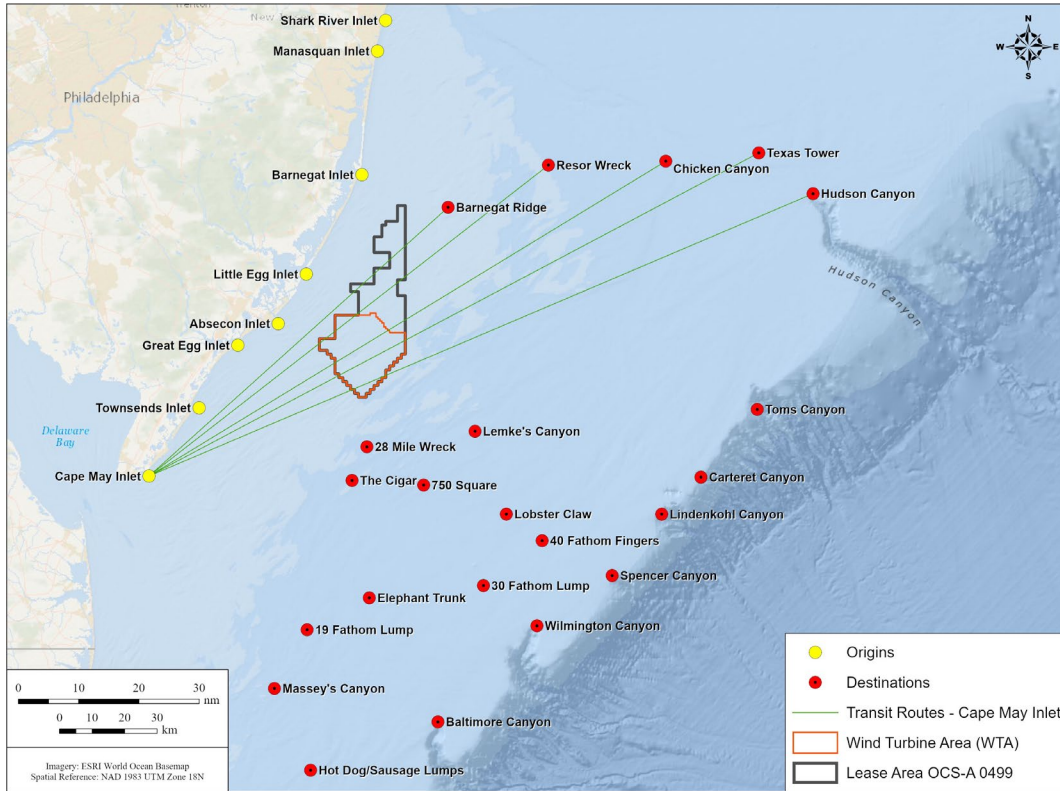 Shark River Inlet
Manasquan Inlet
Philadelphia
N
W E
S
Texas Tower
Resor Wreck
Chicken Canyon
Barnegat Inlet
Hudson Canyon
Barnegat Ridge
Little Egg Inlet
Hudson Canyon
Absecon Inlet
Great Egg Inlet
Townsends Inlet
Toms Canyon
Delaware
Bay
Lemke's Canyon
28 Mile Wreck
Cape May Inlet
The Cigar
750 Square
Carteret Canyon
Lobster Claw
Lindenkohl Canyon
40 Fathom Fingers
Spencer Canyon
30 Fathom Lump
Elephant Trunk
19 Fathom Lump
Wilmington Canyon
Massey's Canyon
Baltimore Canyon
Hot Dog/Sausage Lumps
0 10 20 30
nm
0 10 20 30
km
Imagery: ESRI World Ocean Basemap
Spatial Reference: NAD 1983 UTM Zone 18N
Origins
Destinations
Transit Routes - Cape May Inlet
Wind Turbine Area (WTA)
Lease Area OCS-A 0499